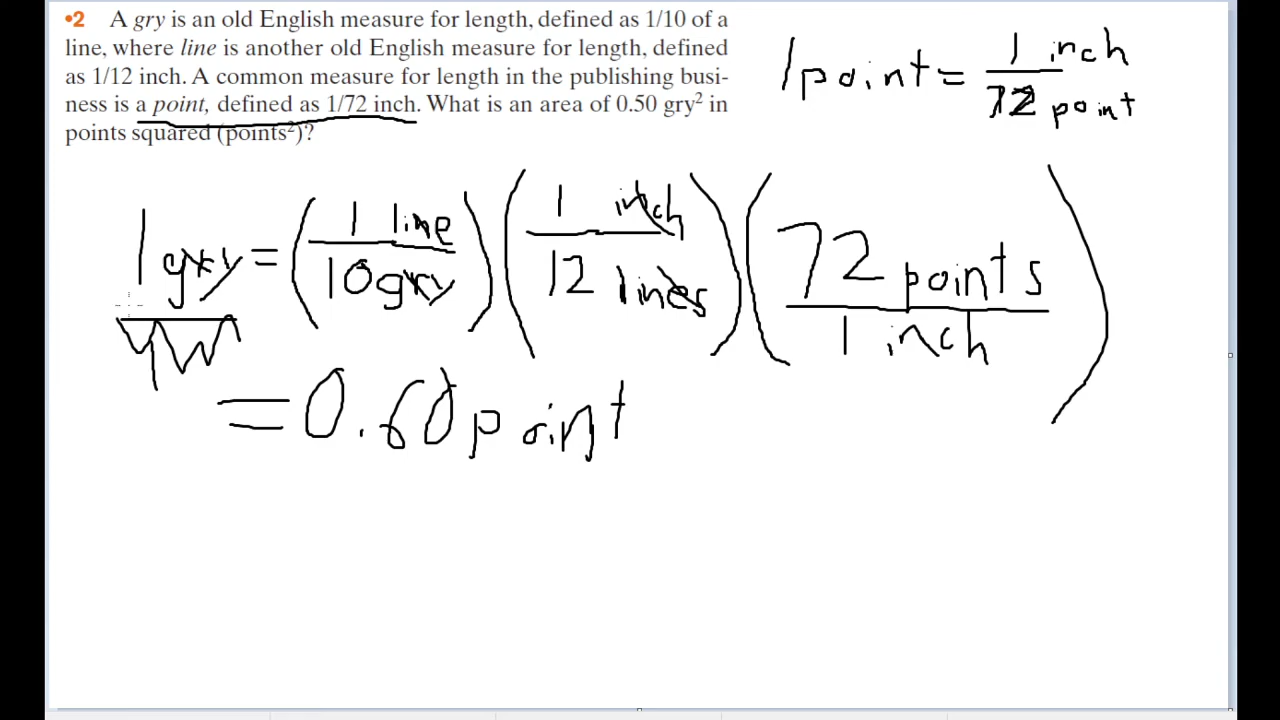 •2 A gry is an old English measure for length, defined as 1/10 of a
line, where line is another old English measure for length, defined
as 1/12 inch. A common measure for length in the publishing busi-
ness is a point, defined as 1/72 inch. What is an area of 0.50 gry² in
points squared (points²)?
1 point = 1 inch / 72 point
1 gry = (1 line / 10 gry) (1 inch / 12 lines) (72 points / 1 inch)
= 0.60 point